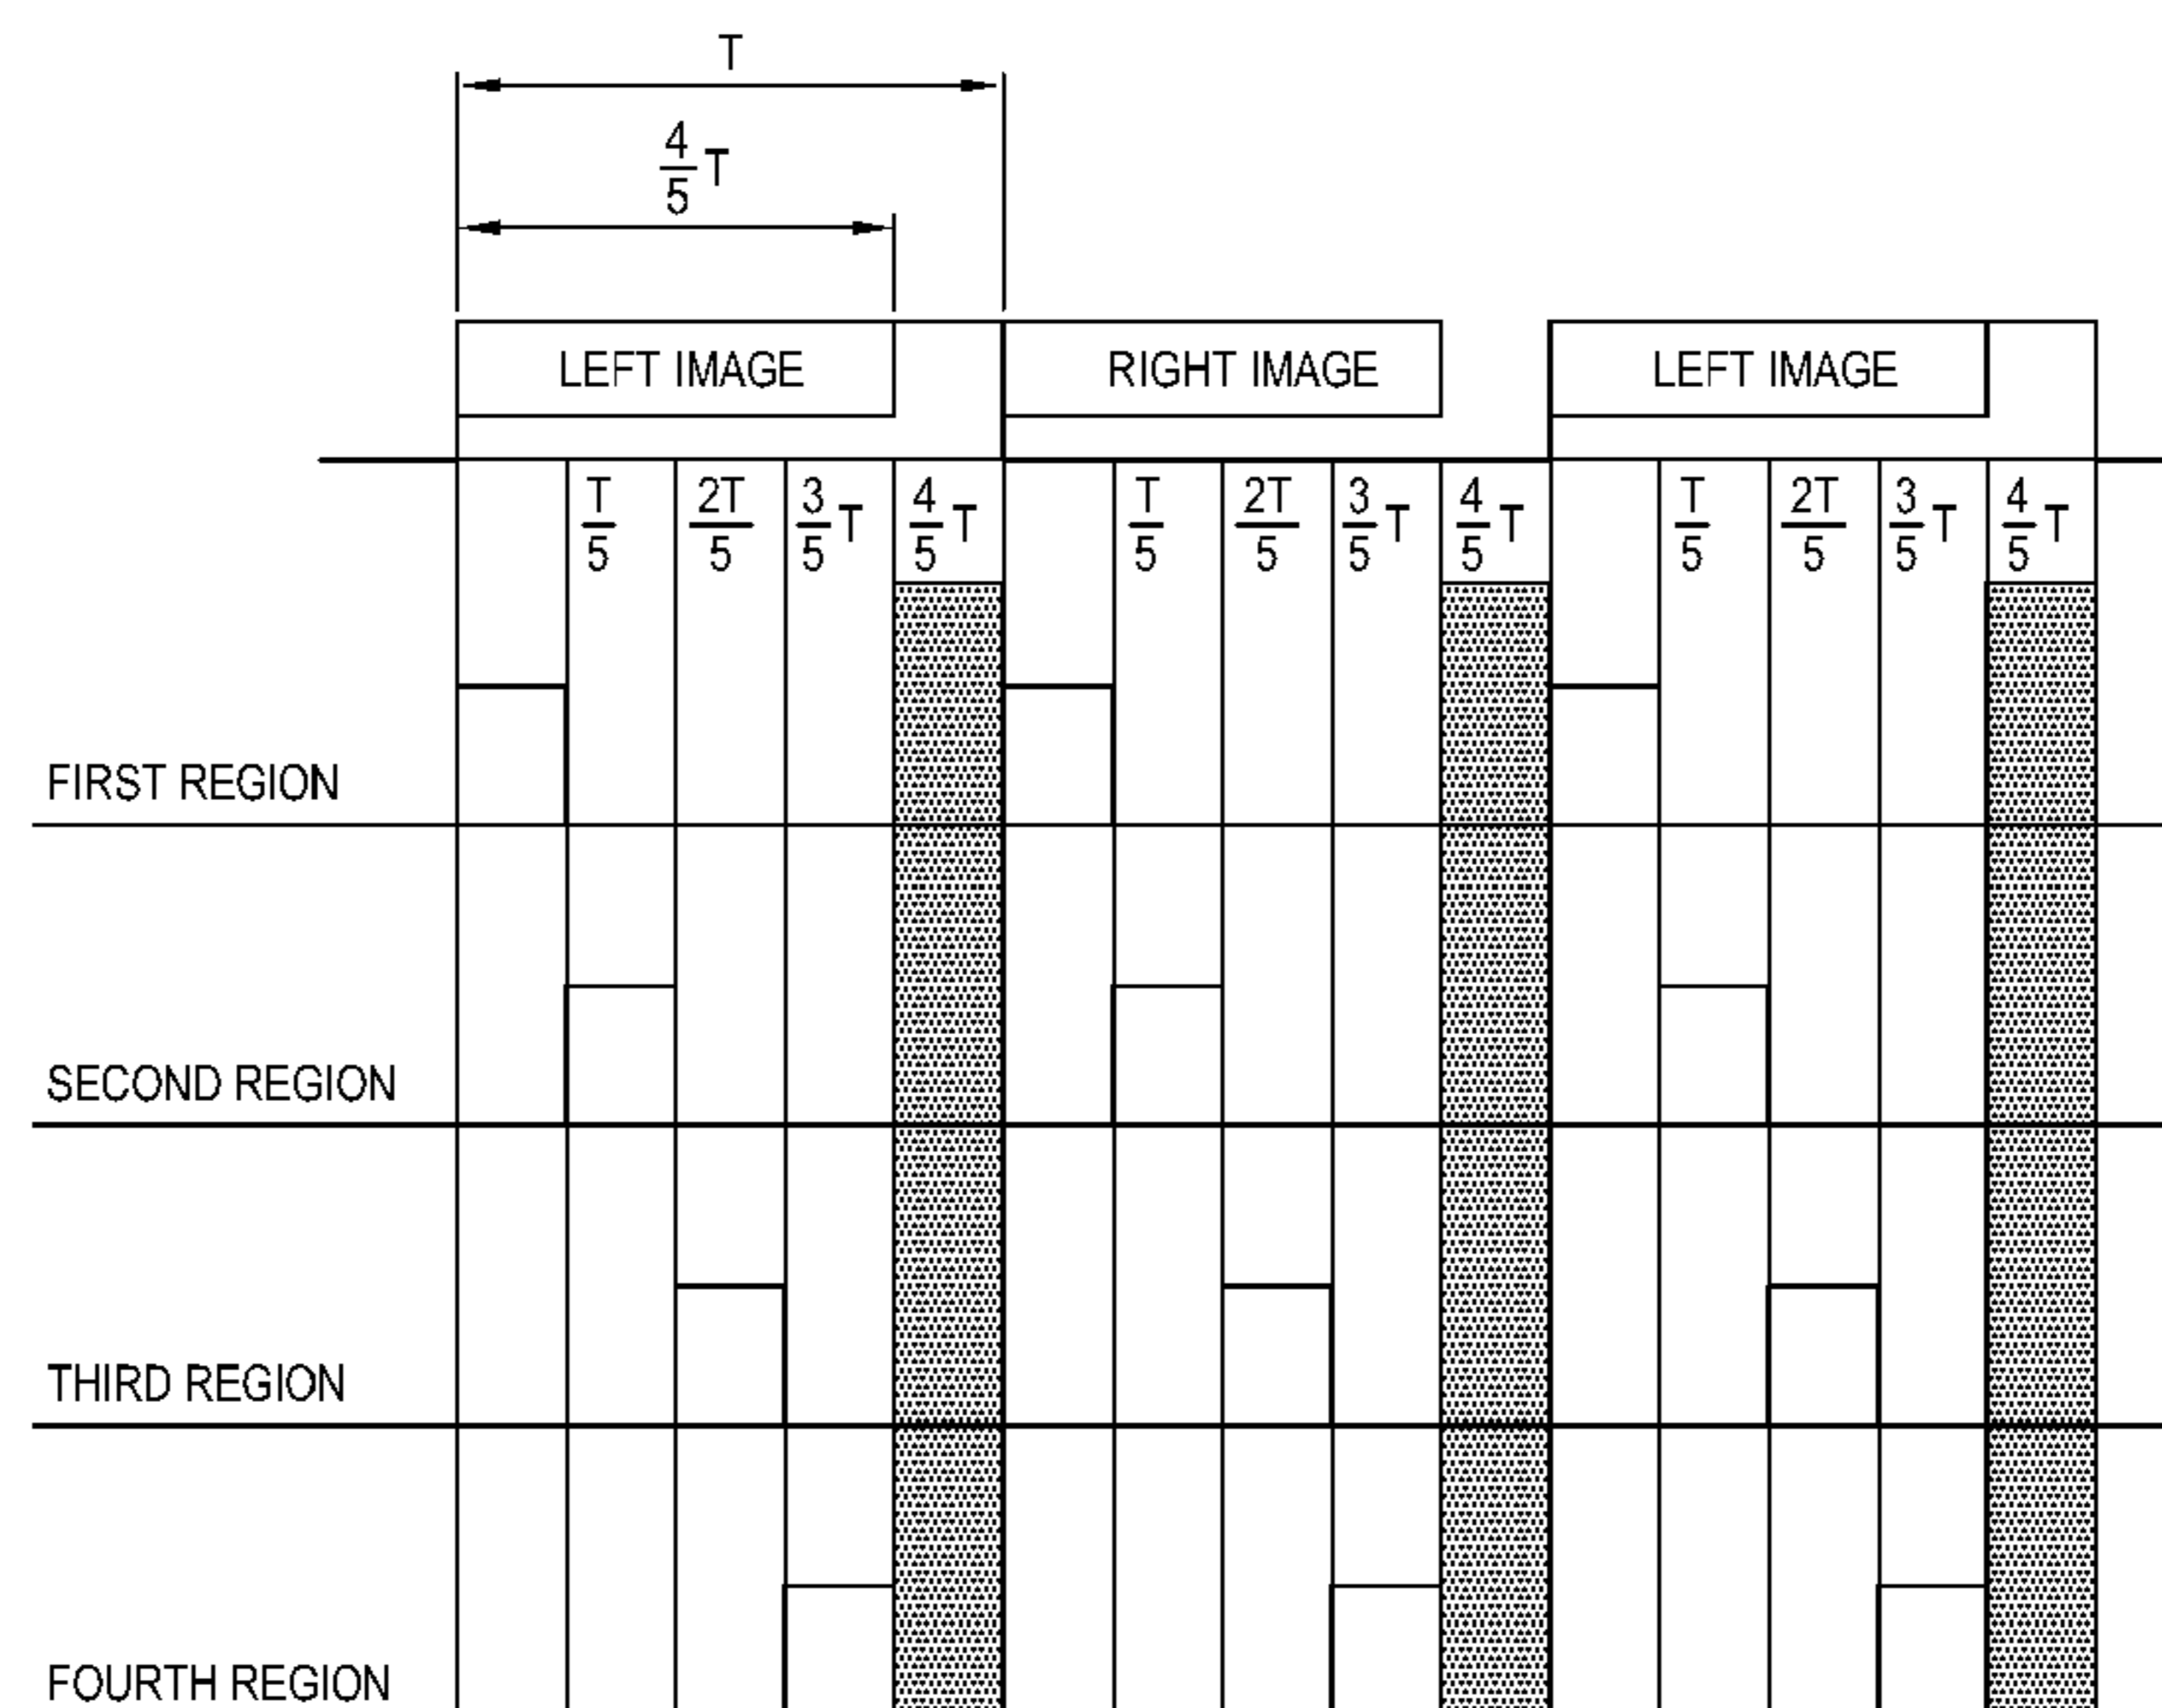 T
4/5 T
LEFT IMAGE RIGHT IMAGE LEFT IMAGE
T/5 2T/5 3/5 T 4/5 T T/5 2T/5 3/5 T 4/5 T T/5 2T/5 3/5 T 4/5 T
FIRST REGION
SECOND REGION
THIRD REGION
FOURTH REGION